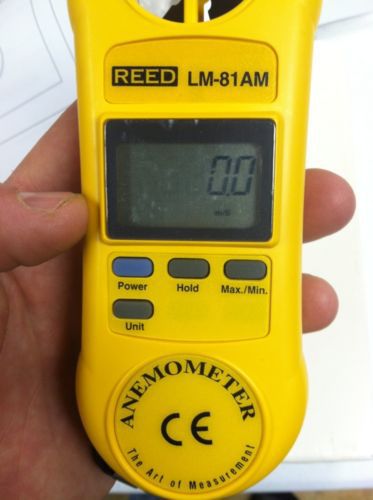 REED LM-81AM
0.0
m/S
Power Hold Max./Min.
Unit
ANEMOMETER
CE
The Art of Measurement